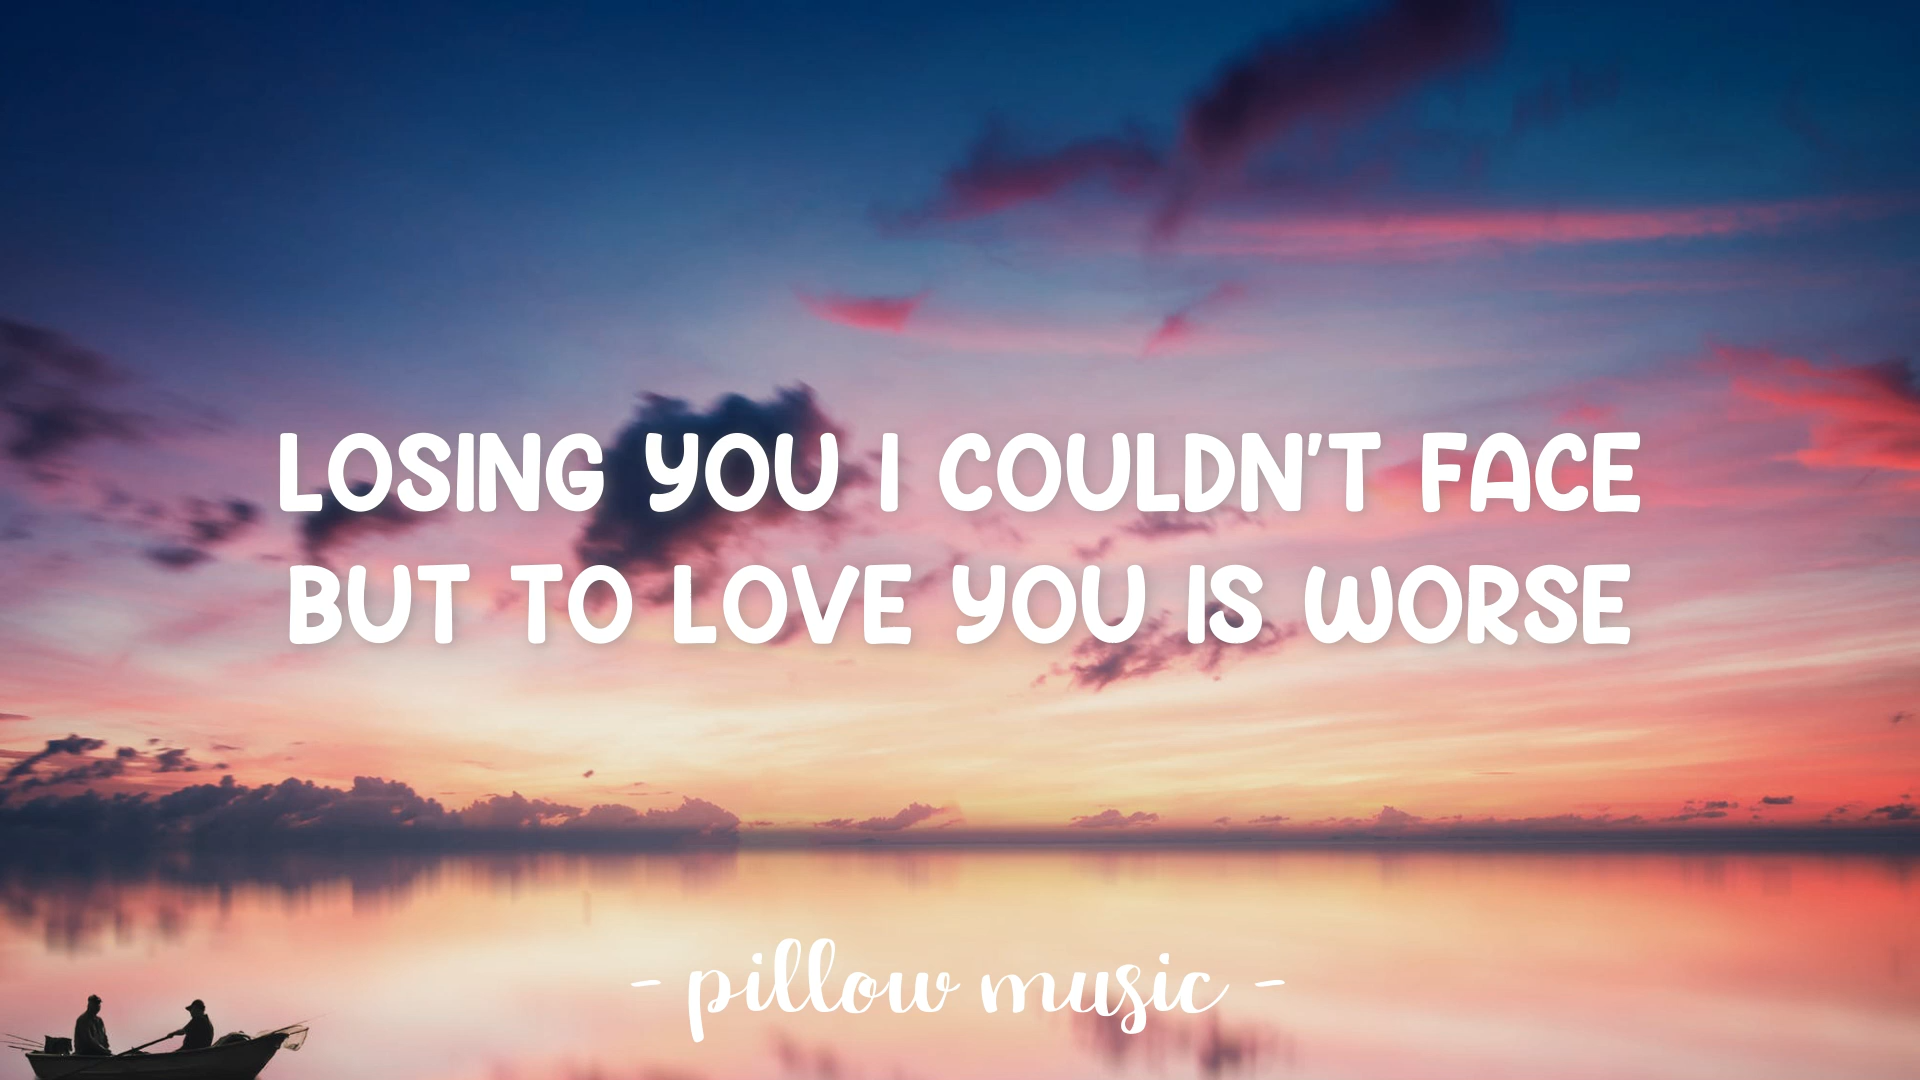 LOSING YOU I COULDN'T FACE
BUT TO LOVE YOU IS WORSE
- pillow music -